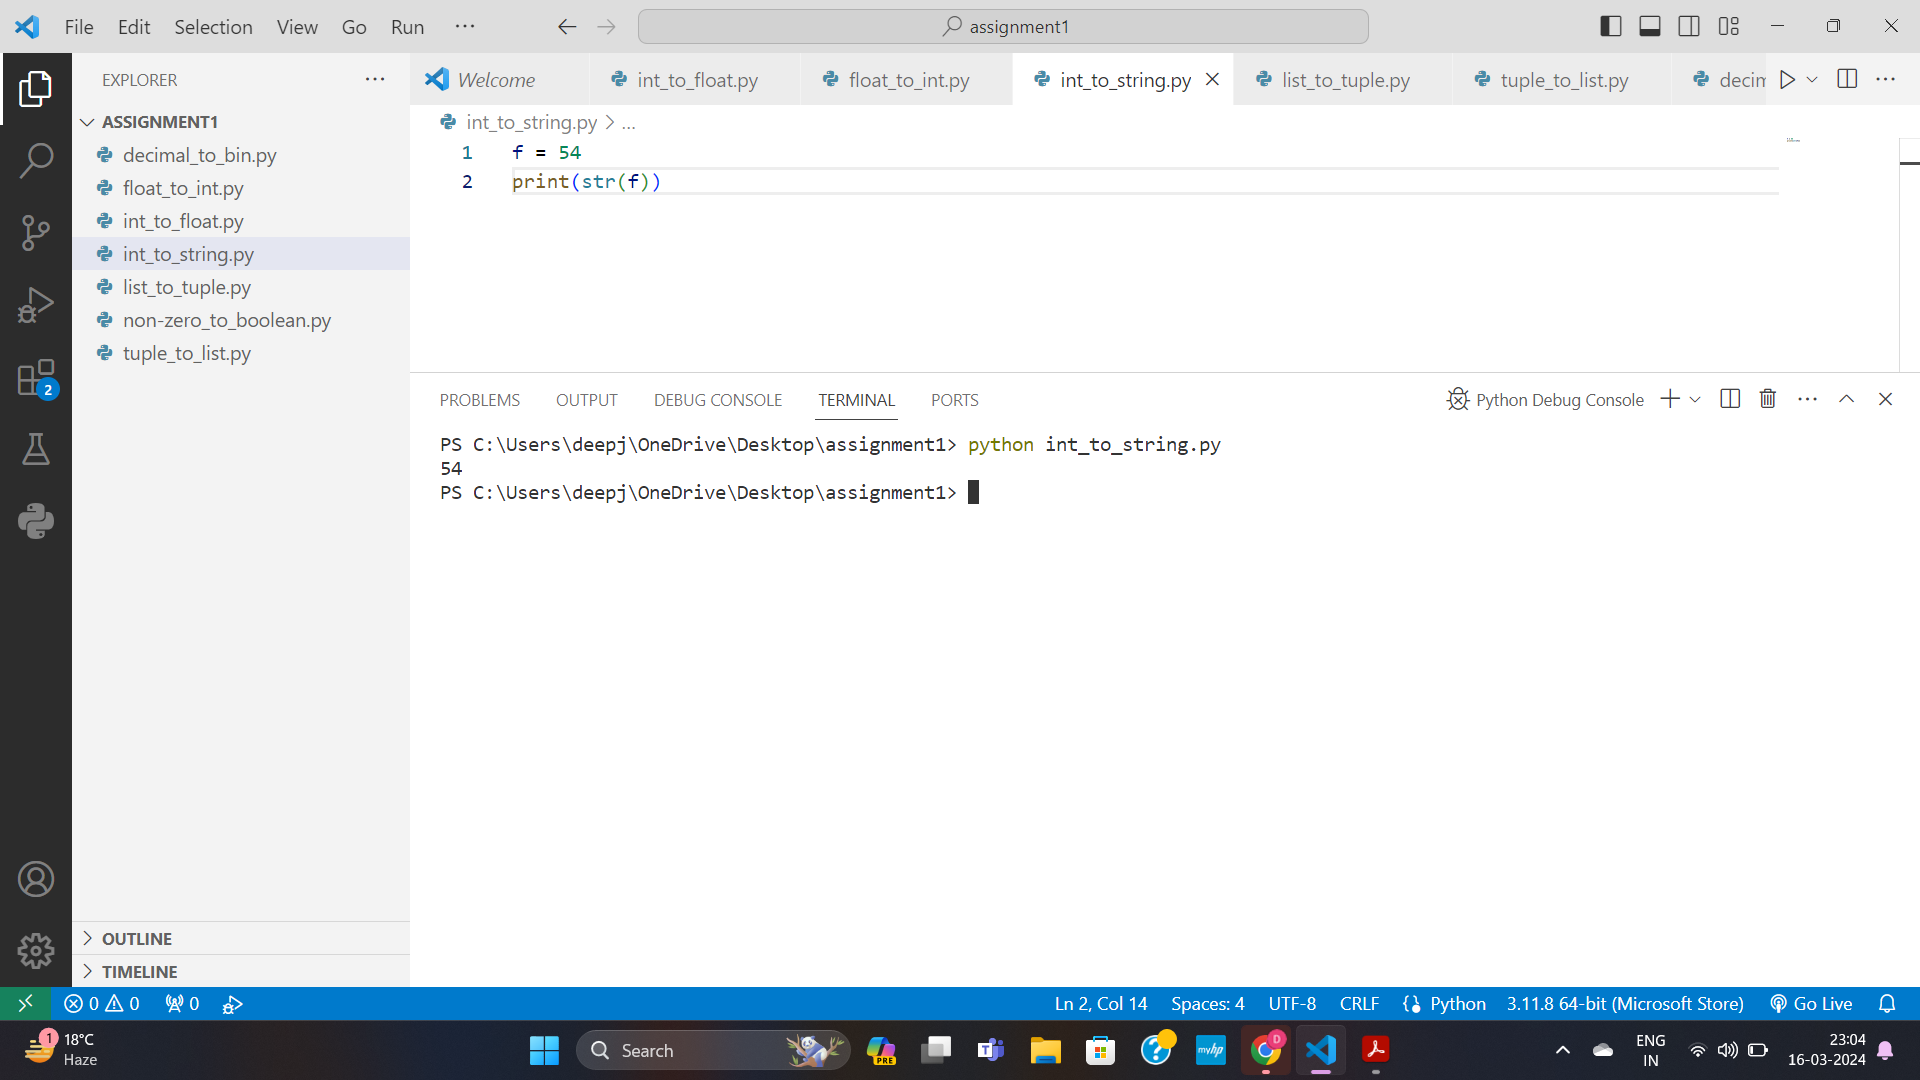 File Edit Selection View Go Run ...
assignment1
EXPLORER
Welcome int_to_float.py float_to_int.py int_to_string.py list_to_tuple.py tuple_to_list.py decim
ASSIGNMENT1
decimal_to_bin.py
float_to_int.py
int_to_float.py
int_to_string.py
list_to_tuple.py
non-zero_to_boolean.py
tuple_to_list.py
int_to_string.py > ...
1 f = 54
2 print(str(f))
PROBLEMS OUTPUT DEBUG CONSOLE TERMINAL PORTS
Python Debug Console
PS C:\Users\deepj\OneDrive\Desktop\assignment1> python int_to_string.py
54
PS C:\Users\deepj\OneDrive\Desktop\assignment1>
2
OUTLINE
TIMELINE
0 0 0
Ln 2, Col 14 Spaces: 4 UTF-8 CRLF {} Python 3.11.8 64-bit (Microsoft Store) Go Live
1
18°C
Haze
Search
PRE
myhp
D
ENG
IN
23:04
16-03-2024